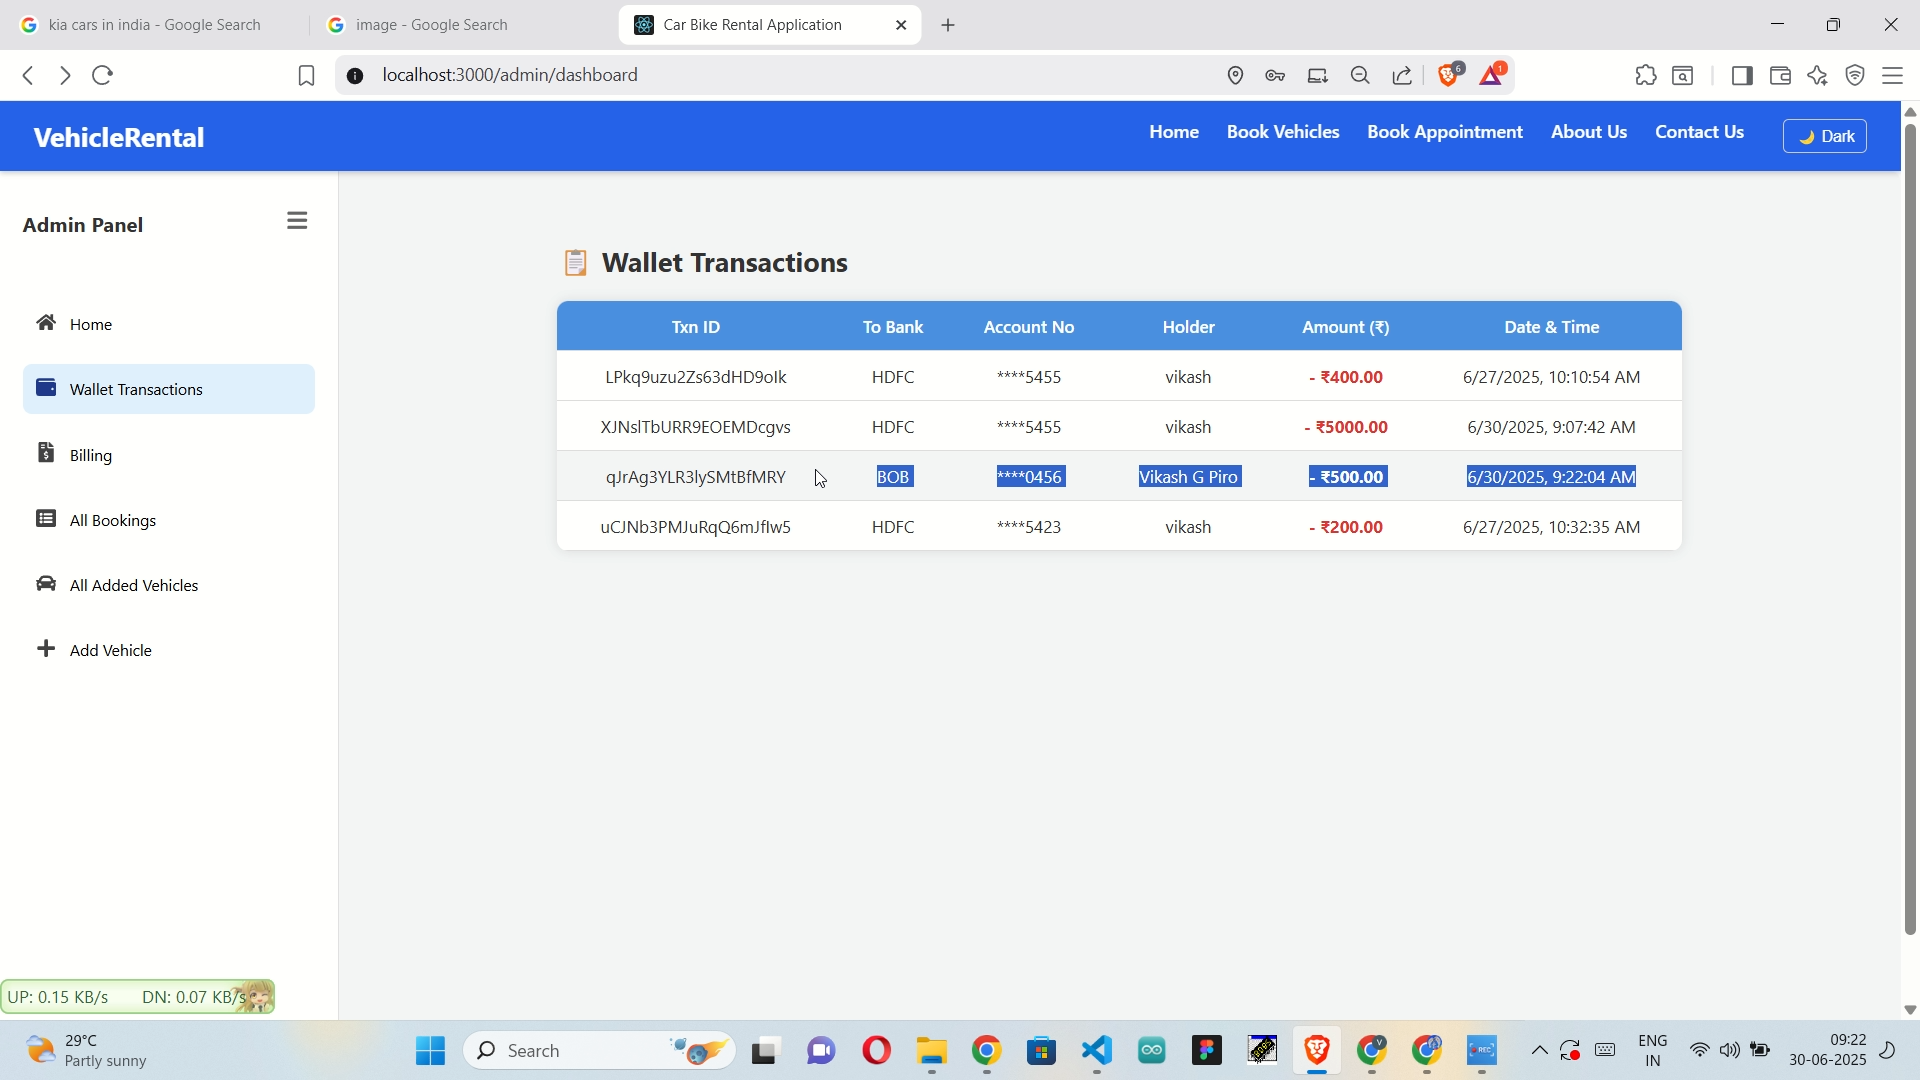 kia cars in india - Google Search
image - Google Search
Car Bike Rental Application
localhost:3000/admin/dashboard
6
1
VehicleRental
Home
Book Vehicles
Book Appointment
About Us
Contact Us
Dark
Admin Panel
Home
Wallet Transactions
Billing
All Bookings
All Added Vehicles
Add Vehicle
Wallet Transactions
Txn ID To Bank Account No Holder Amount (₹) Date & Time
LPkq9uzu2Zs63dHD9olk HDFC ****5455 vikash - ₹400.00 6/27/2025, 10:10:54 AM
XJNslTbURR9EOEMDcgvs HDFC ****5455 vikash - ₹5000.00 6/30/2025, 9:07:42 AM
qJrAg3YLR3lySMtBfMRY BOB ****0456 Vikash G Piro - ₹500.00 6/30/2025, 9:22:04 AM
uCJNb3PMJuRqQ6mJflw5 HDFC ****5423 vikash - ₹200.00 6/27/2025, 10:32:35 AM
UP: 0.15 KB/s DN: 0.07 KB/s
29°C
Partly sunny
Search
REC
V
ENG
IN
09:22
30-06-2025